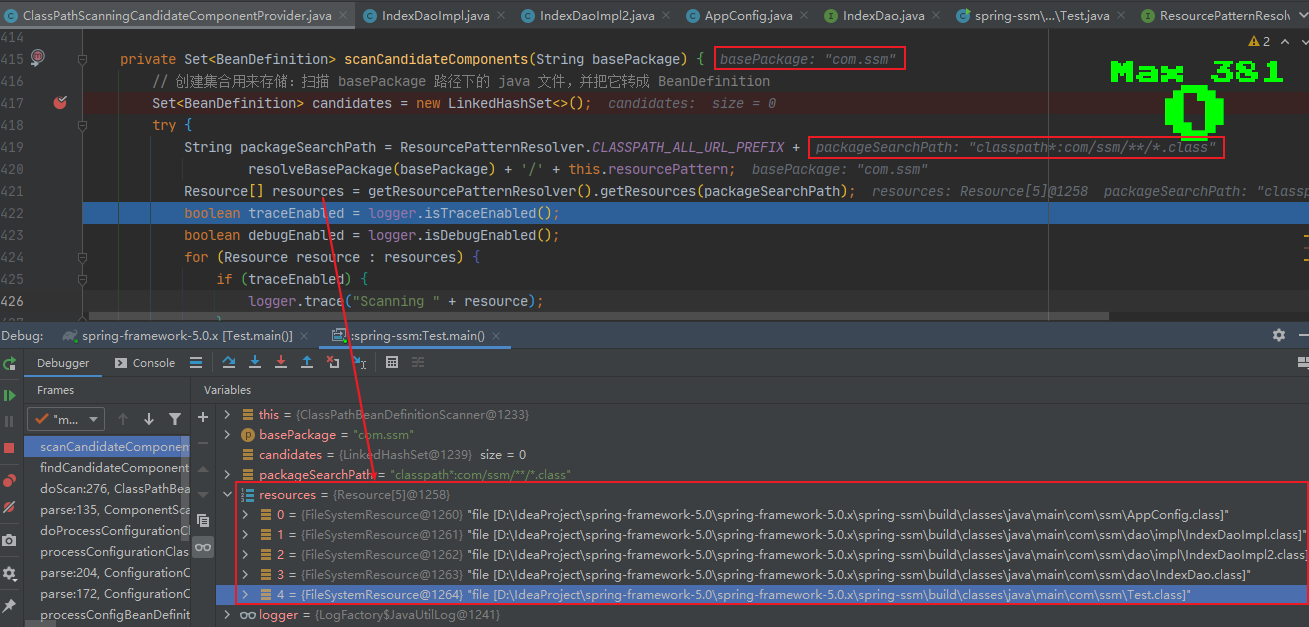 ClassPathScanningCandidateComponentProvider.java IndexDaoImpl.java IndexDaoImpl2.java AppConfig.java IndexDao.java spring-ssm\...\Test.java ResourcePatternResolv
414
415 private Set<BeanDefinition> scanCandidateComponents(String basePackage) { basePackage: "com.ssm" 2
416 // 创建集合用来存储：扫描 basePackage 路径下的 java 文件，并把它转成 BeanDefinition
Max 381
0
417 Set<BeanDefinition> candidates = new LinkedHashSet<>(); candidates: size = 0
418 try {
419 String packageSearchPath = ResourcePatternResolver.CLASSPATH_ALL_URL_PREFIX + packageSearchPath: "classpath*:com/ssm/**/*.class"
420 resolveBasePackage(basePackage) + '/' + this.resourcePattern; basePackage: "com.ssm"
421 Resource[] resources = getResourcePatternResolver().getResources(packageSearchPath); resources: Resource[5]@1258 packageSearchPath: "classp
422 boolean traceEnabled = logger.isTraceEnabled();
423 boolean debugEnabled = logger.isDebugEnabled();
424 for (Resource resource : resources) {
425 if (traceEnabled) {
426 logger.trace("Scanning " + resource);
Debug: spring-framework-5.0.x [Test.main()] :spring-ssm:Test.main()
Debugger Console
Frames
Variables
"m...
scanCandidateComponen
findCandidateComponent
doScan:276, ClassPathBea
parse:135, ComponentSca
doProcessConfigurationCl
processConfigurationClas
parse:204, ConfigurationC
parse:172, ConfigurationC
processConfigBeanDefinit
this = {ClassPathBeanDefinitionScanner@1233}
basePackage = "com.ssm"
candidates = {LinkedHashSet@1239} size = 0
packageSearchPath = "classpath*:com/ssm/**/*.class"
resources = {Resource[5]@1258}
0 = {FileSystemResource@1260} "file [D:\IdeaProject\spring-framework-5.0\spring-framework-5.0.x\spring-ssm\build\classes\java\main\com\ssm\AppConfig.class]"
1 = {FileSystemResource@1261} "file [D:\IdeaProject\spring-framework-5.0\spring-framework-5.0.x\spring-ssm\build\classes\java\main\com\ssm\dao\impl\IndexDaoImpl.class]"
2 = {FileSystemResource@1262} "file [D:\IdeaProject\spring-framework-5.0\spring-framework-5.0.x\spring-ssm\build\classes\java\main\com\ssm\dao\impl\IndexDaoImpl2.class]
3 = {FileSystemResource@1263} "file [D:\IdeaProject\spring-framework-5.0\spring-framework-5.0.x\spring-ssm\build\classes\java\main\com\ssm\dao\IndexDao.class]"
4 = {FileSystemResource@1264} "file [D:\IdeaProject\spring-framework-5.0\spring-framework-5.0.x\spring-ssm\build\classes\java\main\com\ssm\Test.class]"
logger = {LogFactory$JavaUtilLog@1241}